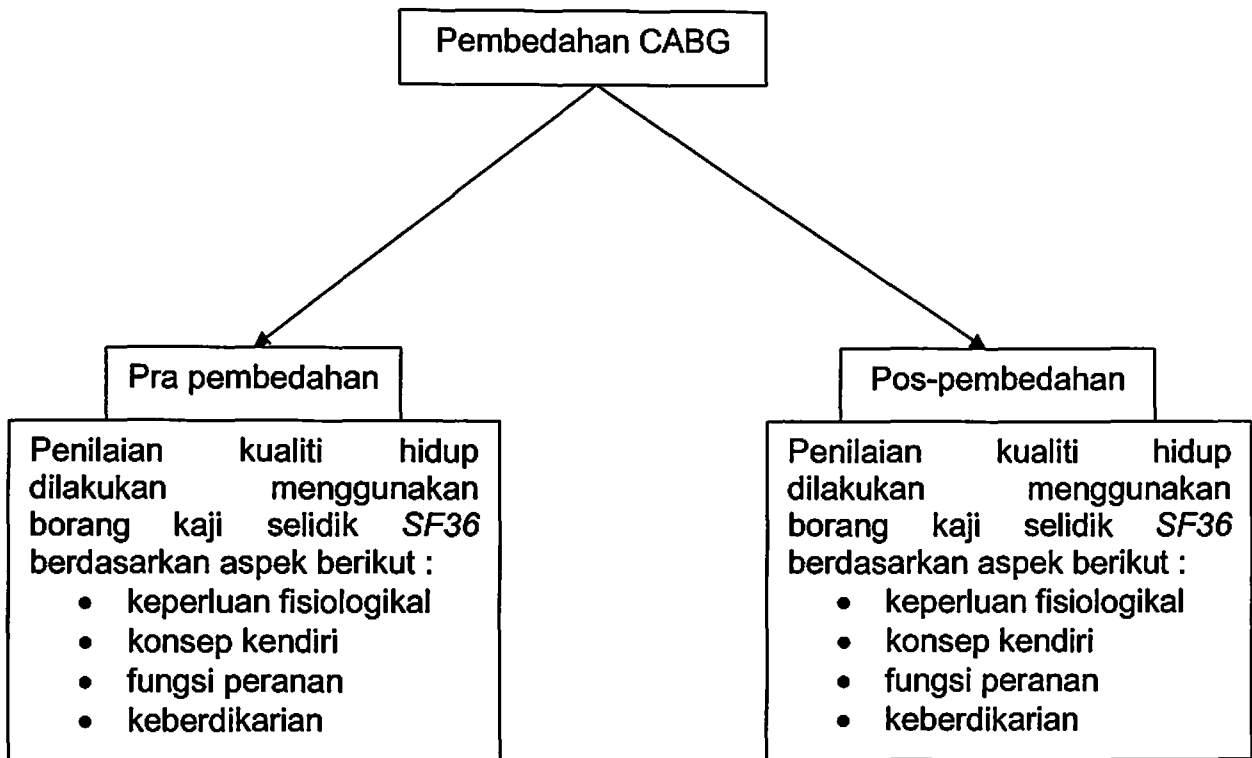 Pembedahan CABG
Pra pembedahan
Penilaian kualiti hidup
dilakukan menggunakan
borang kaji selidik SF36
berdasarkan aspek berikut :
• keperluan fisiologikal
• konsep kendiri
• fungsi peranan
• keberdikarian
Pos-pembedahan
Penilaian kualiti hidup
dilakukan menggunakan
borang kaji selidik SF36
berdasarkan aspek berikut :
• keperluan fisiologikal
• konsep kendiri
• fungsi peranan
• keberdikarian